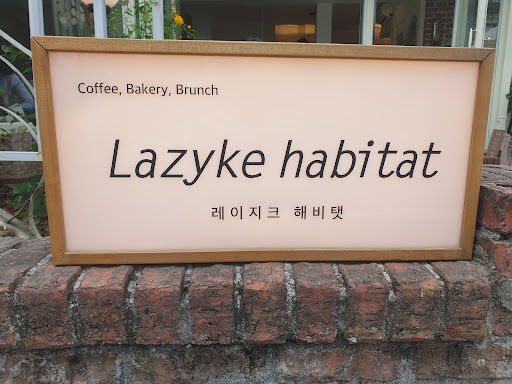 Coffee, Bakery, Brunch
Lazyke habitat
레이지크 해비탯